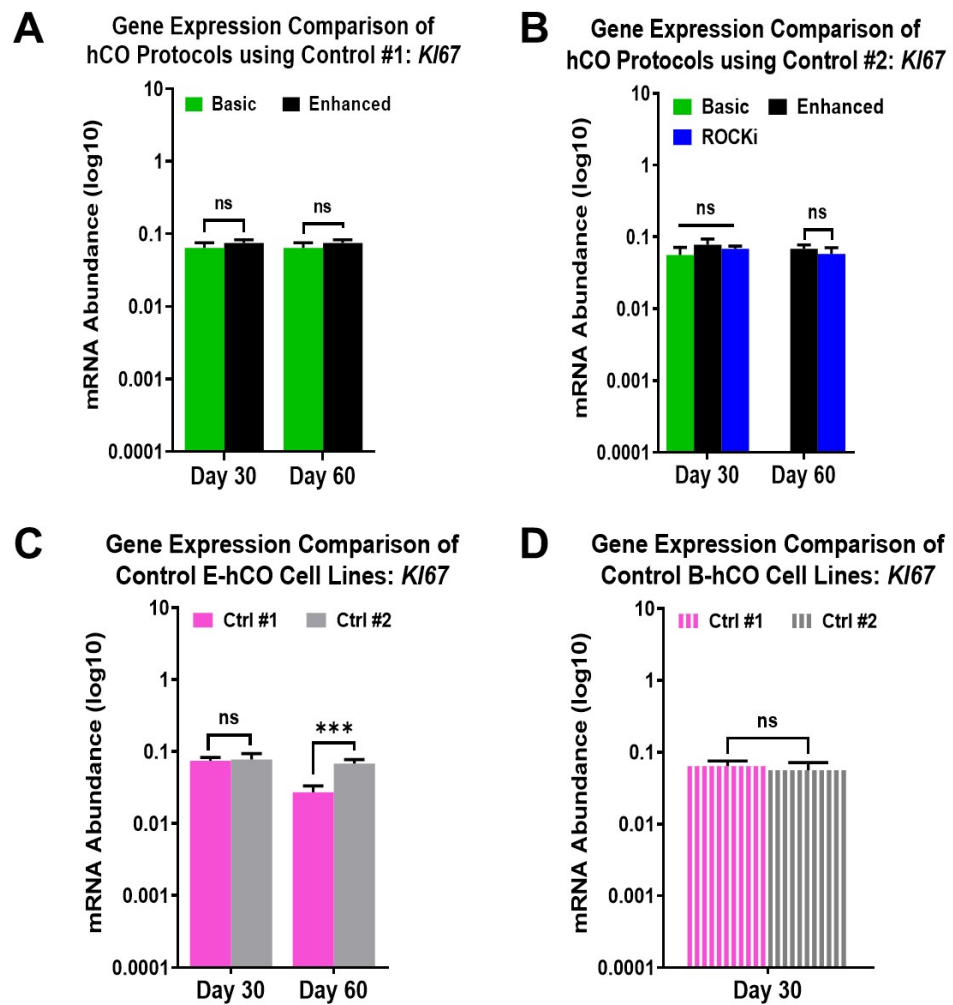 A
Gene Expression Comparison of
hCO Protocols using Control #1: KI67
mRNA Abundance (log10)
10
1
0.1
0.01
0.001
0.0001
Basic
Enhanced
ns
ns
Day 30
Day 60
B
Gene Expression Comparison of
hCO Protocols using Control #2: KI67
mRNA Abundance (log10)
10
1
0.1
0.01
0.001
0.0001
Basic
Enhanced
ROCKi
ns
ns
Day 30
Day 60
C
Gene Expression Comparison of
Control E-hCO Cell Lines: KI67
mRNA Abundance (log10)
10
1
0.1
0.01
0.001
0.0001
Ctrl #1
Ctrl #2
ns
***
Day 30
Day 60
D
Gene Expression Comparison of
Control B-hCO Cell Lines: KI67
mRNA Abundance (log10)
10
1
0.1
0.01
0.001
0.0001
Ctrl #1
Ctrl #2
ns
Day 30